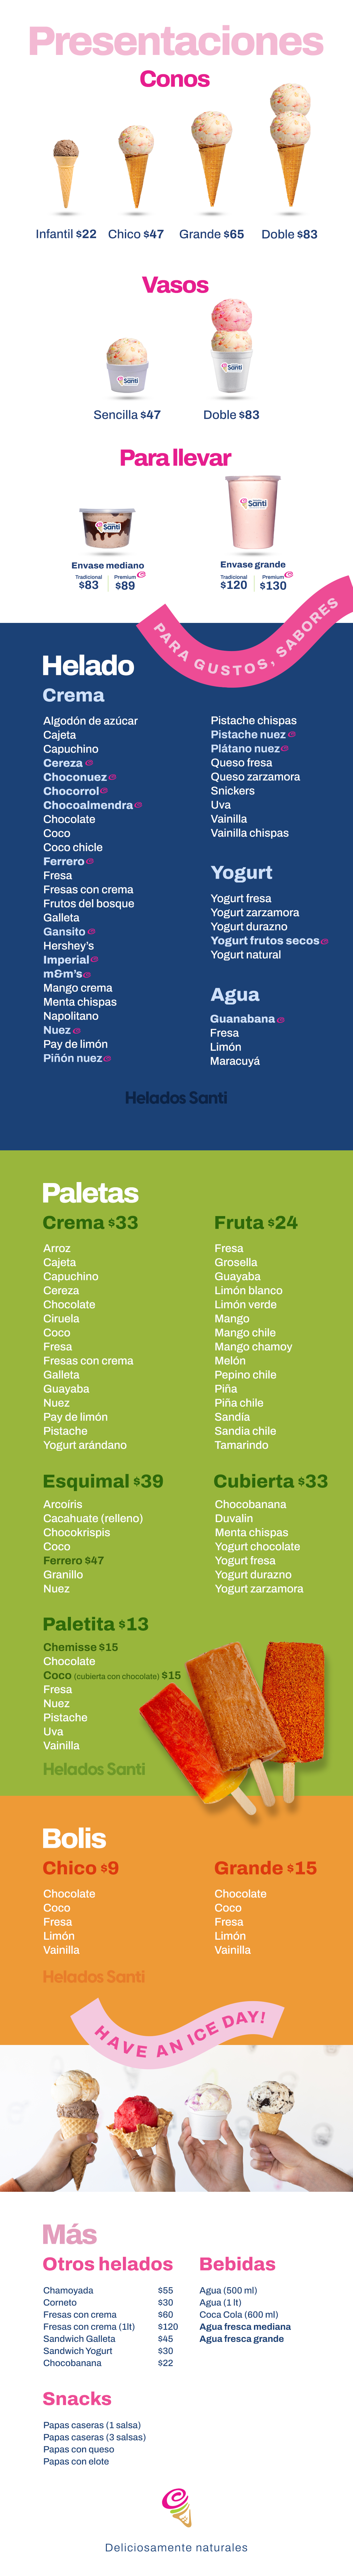 Presentaciones
Conos
Infantil $22 Chico $47 Grande $65 Doble $83
Vasos
Santi
Santi
Sencilla $47 Doble $83
Para llevar
Santi
Santi
Envase mediano
Tradicional Premium
$83 $89
Envase grande
Tradicional Premium
$120 $130
PARA GUSTOS, SABORES
Helado
Crema
Algodón de azúcar
Cajeta
Capuchino
Cereza
Choconuez
Chocorrol
Chocoalmendra
Chocolate
Coco
Coco chicle
Ferrero
Fresa
Fresas con crema
Frutos del bosque
Galleta
Gansito
Hershey's
Imperial
m&m's
Mango crema
Menta chispas
Napolitano
Nuez
Pay de limón
Piñón nuez
Pistache chispas
Pistache nuez
Plátano nuez
Queso fresa
Queso zarzamora
Snickers
Uva
Vainilla
Vainilla chispas
Yogurt
Yogurt fresa
Yogurt zarzamora
Yogurt durazno
Yogurt frutos secos
Yogurt natural
Agua
Guanabana
Fresa
Limón
Maracuyá
Helados Santi
Paletas
Crema $33
Arroz
Cajeta
Capuchino
Cereza
Chocolate
Ciruela
Coco
Fresa
Fresas con crema
Galleta
Guayaba
Nuez
Pay de limón
Pistache
Yogurt arándano
Fruta $24
Fresa
Grosella
Guayaba
Limón blanco
Limón verde
Mango
Mango chile
Mango chamoy
Melón
Pepino chile
Piña
Piña chile
Sandía
Sandia chile
Tamarindo
Esquimal $39
Arcoíris
Cacahuate (relleno)
Chocokrispis
Coco
Ferrero $47
Granillo
Nuez
Cubierta $33
Chocobanana
Duvalin
Menta chispas
Yogurt chocolate
Yogurt fresa
Yogurt durazno
Yogurt zarzamora
Paletita $13
Chemisse $15
Chocolate
Coco (cubierta con chocolate) $15
Fresa
Nuez
Pistache
Uva
Vainilla
Helados Santi
Bolis
Chico $9
Chocolate
Coco
Fresa
Limón
Vainilla
Grande $15
Chocolate
Coco
Fresa
Limón
Vainilla
Helados Santi
HAVE AN ICE DAY!
Más
Otros helados
Chamoyada $55
Corneto $30
Fresas con crema $60
Fresas con crema (1lt) $120
Sandwich Galleta $45
Sandwich Yogurt $30
Chocobanana $22
Bebidas
Agua (500 ml)
Agua (1 lt)
Coca Cola (600 ml)
Agua fresca mediana
Agua fresca grande
Snacks
Papas caseras (1 salsa)
Papas caseras (3 salsas)
Papas con queso
Papas con elote
Deliciosamente naturales